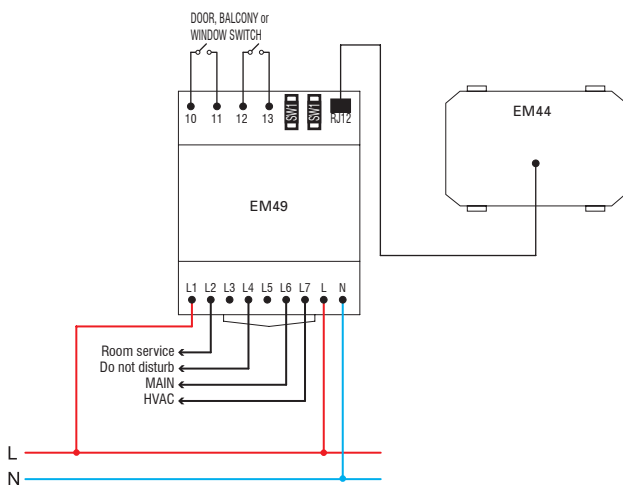 DOOR, BALCONY or
WINDOW SWITCH
10 11 12 13 SW1 SW1 RJ12
EM44
EM49
L1 L2 L3 L4 L5 L6 L7 L N
Room service
Do not disturb
MAIN
HVAC
L
N